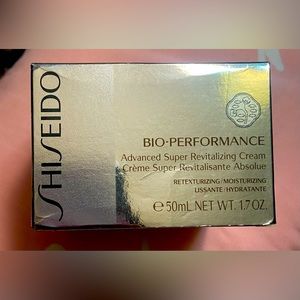 SHISEIDO
BIO·PERFORMANCE
Advanced Super Revitalizing Cream
Crème Super Revitalisante Absolue
RETEXTURIZING/MOISTURIZING
LISSANTE/HYDRATANTE
℮50mL NET WT. 1.7 OZ.